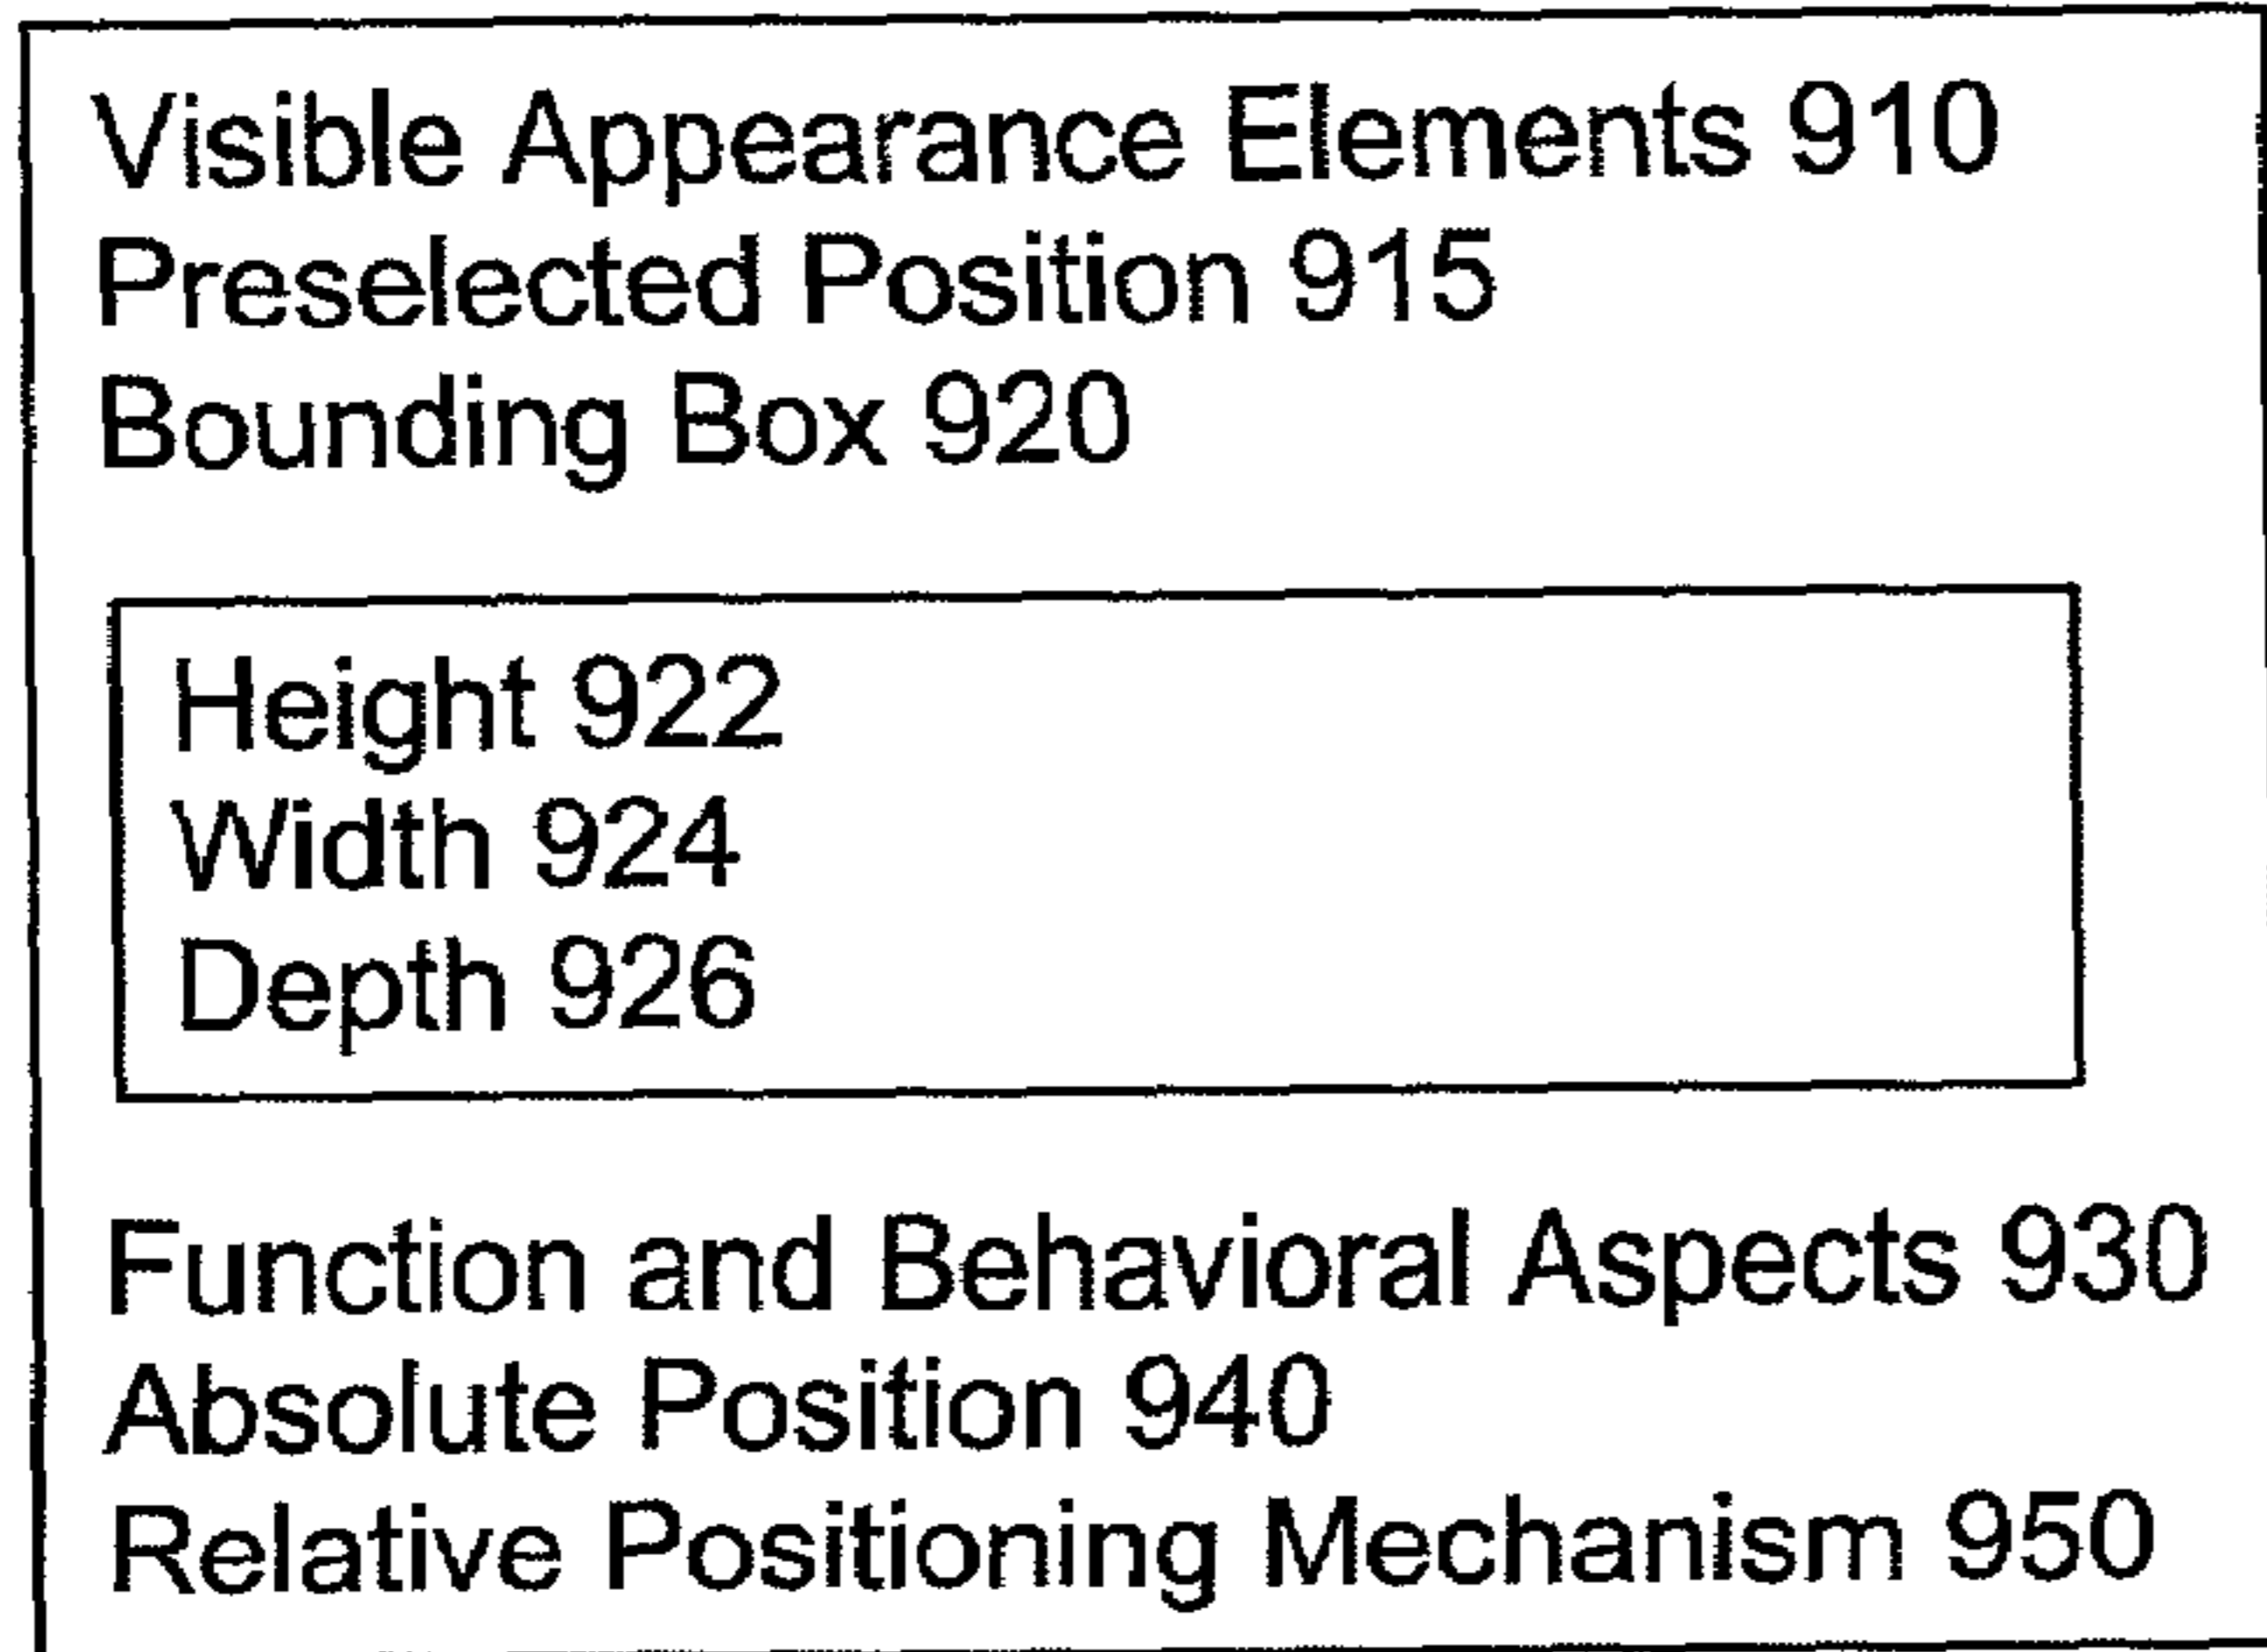 Visible Appearance Elements 910
Preselected Position 915
Bounding Box 920
Height 922
Width 924
Depth 926
Function and Behavioral Aspects 930
Absolute Position 940
Relative Positioning Mechanism 950